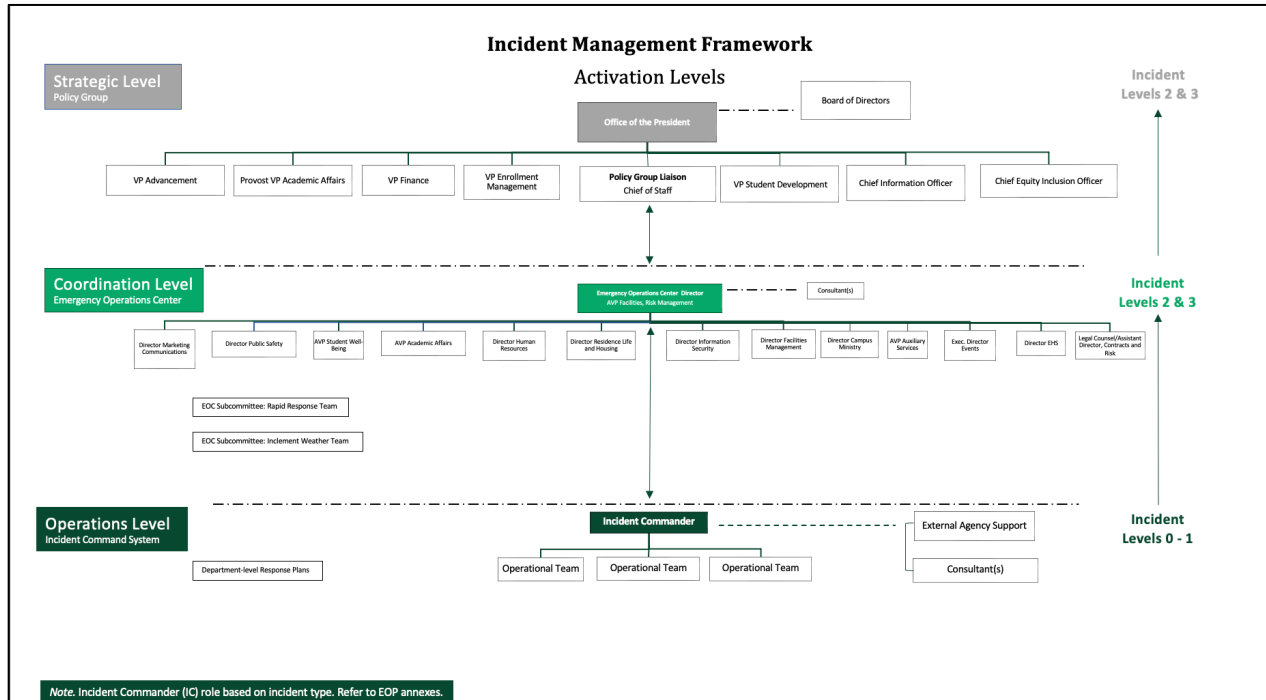 Incident Management Framework
Activation Levels
Strategic Level
Policy Group
Incident
Levels 2 & 3
Board of Directors
Office of the President
VP Advancement
Provost VP Academic Affairs
VP Finance
VP Enrollment
Management
Policy Group Liaison
Chief of Staff
VP Student Development
Chief Information Officer
Chief Equity Inclusion Officer
Coordination Level
Emergency Operations Center
Emergency Operations Center Director
AVP Facilities, Risk Management
Consultant(s)
Incident
Levels 2 & 3
Director Marketing
Communications
Director Public Safety
AVP Student Well-
Being
AVP Academic Affairs
Director Human
Resources
Director Residence Life
and Housing
Director Information
Security
Director Facilities
Management
Director Campus
Ministry
AVP Auxiliary
Services
Exec. Director
Events
Director EHS
Legal Counsel/Assistant
Director, Contracts and
Risk
EOC Subcommittee: Rapid Response Team
EOC Subcommittee: Inclement Weather Team
Operations Level
Incident Command System
Incident Commander
External Agency Support
Incident
Levels 0 - 1
Department-level Response Plans
Operational Team
Operational Team
Operational Team
Consultant(s)
Note. Incident Commander (IC) role based on incident type. Refer to EOP annexes.